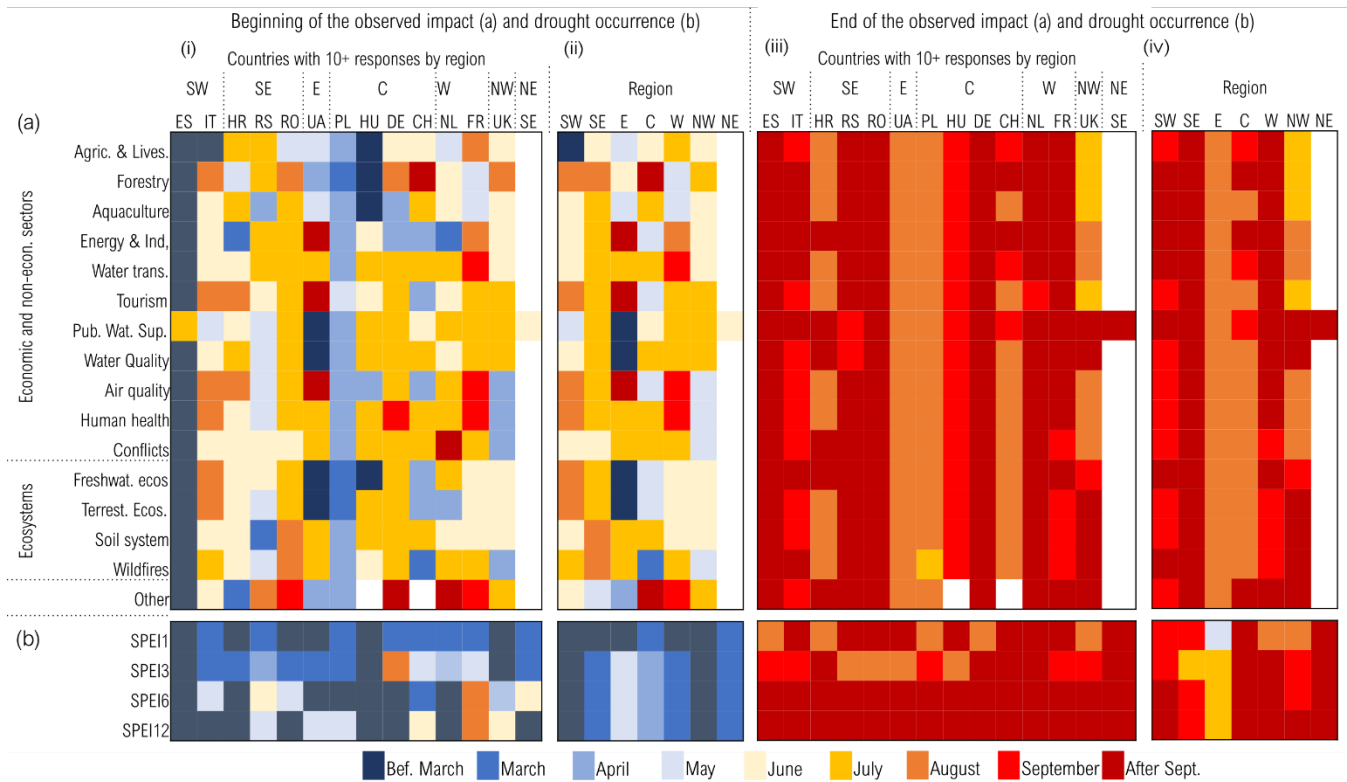 Beginning of the observed impact (a) and drought occurrence (b)
End of the observed impact (a) and drought occurrence (b)
(i)
(ii)
(iii)
(iv)
Countries with 10+ responses by region
Region
Countries with 10+ responses by region
Region
SW SE E C W NW NE
SW SE E C W NW NE
ES IT HR RS RO UA PL HU DE CH NL FR UK SE
SW SE E C W NW NE
ES IT HR RS RO UA PL HU DE CH NL FR UK SE
SW SE E C W NW NE
(a)
Economic and non-econ. sectors
Agric. & Lives.
Forestry
Aquaculture
Energy & Ind,
Water trans.
Tourism
Pub. Wat. Sup.
Water Quality
Air quality
Human health
Conflicts
Ecosystems
Freshwat. ecos
Terrest. Ecos.
Soil system
Wildfires
Other
(b)
SPEI1
SPEI3
SPEI6
SPEI12
Bef. March March April May June July August September After Sept.